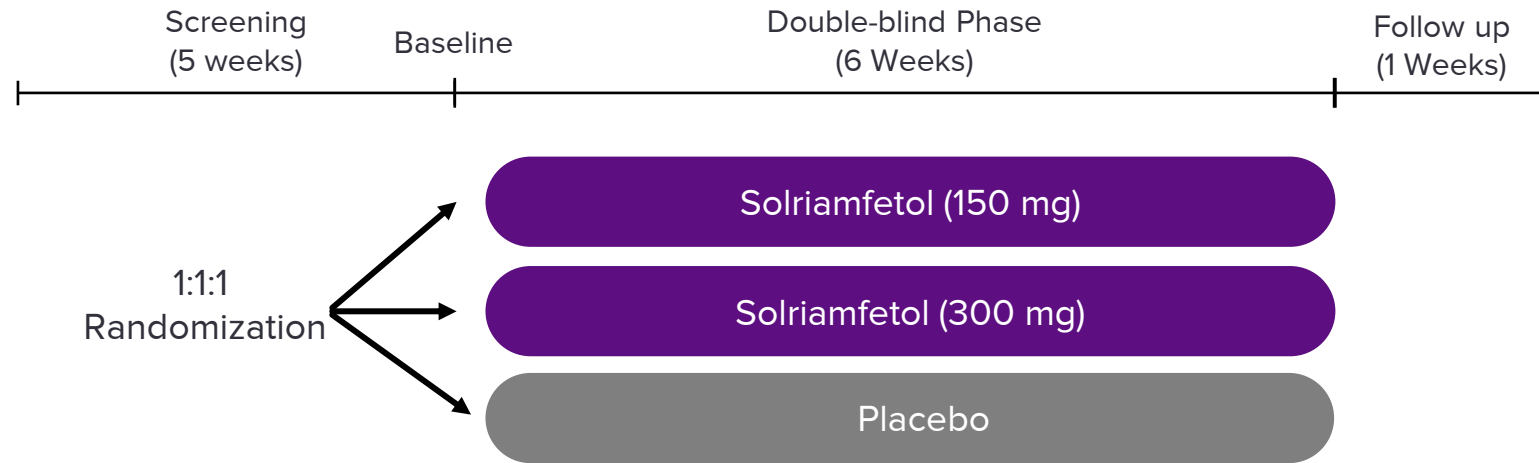 Screening
(5 weeks)
Baseline
Double-blind Phase
(6 Weeks)
Follow up
(1 Weeks)
1:1:1
Randomization
Solriamfetol (150 mg)
Solriamfetol (300 mg)
Placebo